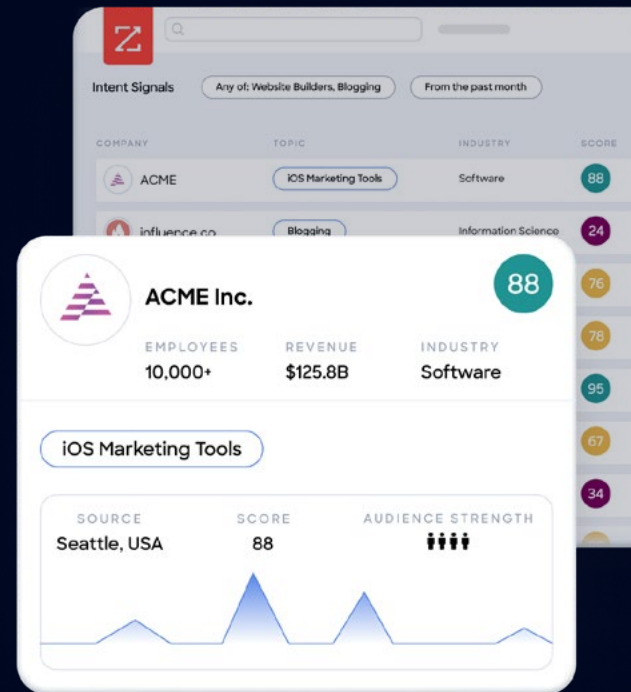 Intent Signals Any of: Website Builders, Blogging From the past month
COMPANY TOPIC INDUSTRY SCORE
ACME iOS Marketing Tools Software 88
influence.co Blogging Information Science 24
76
78
95
67
34
ACME Inc. 88
EMPLOYEES REVENUE INDUSTRY
10,000+ $125.8B Software
iOS Marketing Tools
SOURCE SCORE AUDIENCE STRENGTH
Seattle, USA 88